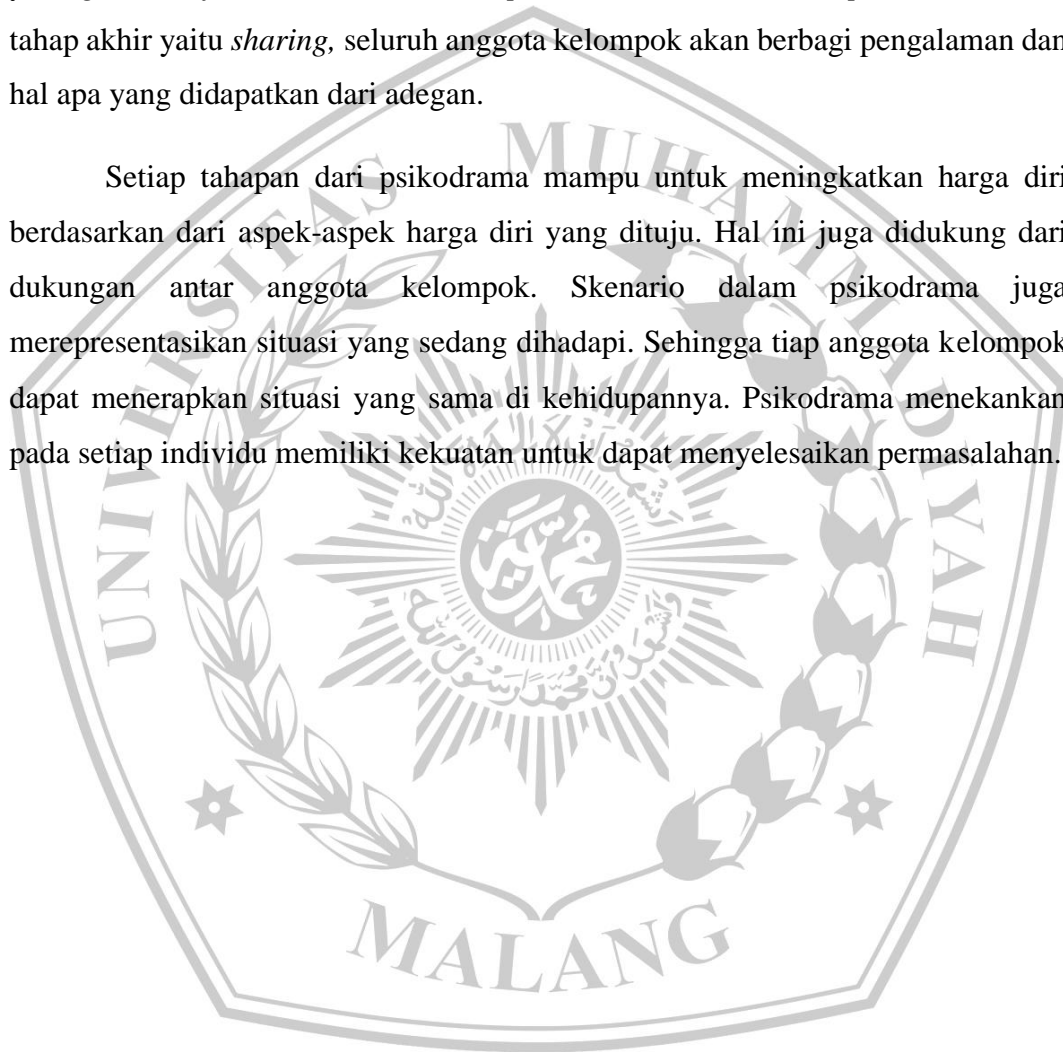 tahap akhir yaitu sharing, seluruh anggota kelompok akan berbagi pengalaman dan
hal apa yang didapatkan dari adegan.
Setiap tahapan dari psikodrama mampu untuk meningkatkan harga diri
berdasarkan dari aspek-aspek harga diri yang dituju. Hal ini juga didukung dari
dukungan antar anggota kelompok. Skenario dalam psikodrama juga
merepresentasikan situasi yang sedang dihadapi. Sehingga tiap anggota kelompok
dapat menerapkan situasi yang sama di kehidupannya. Psikodrama menekankan
pada setiap individu memiliki kekuatan untuk dapat menyelesaikan permasalahan.
UNIVERSITAS MUHAMMADIYAH
MALANG